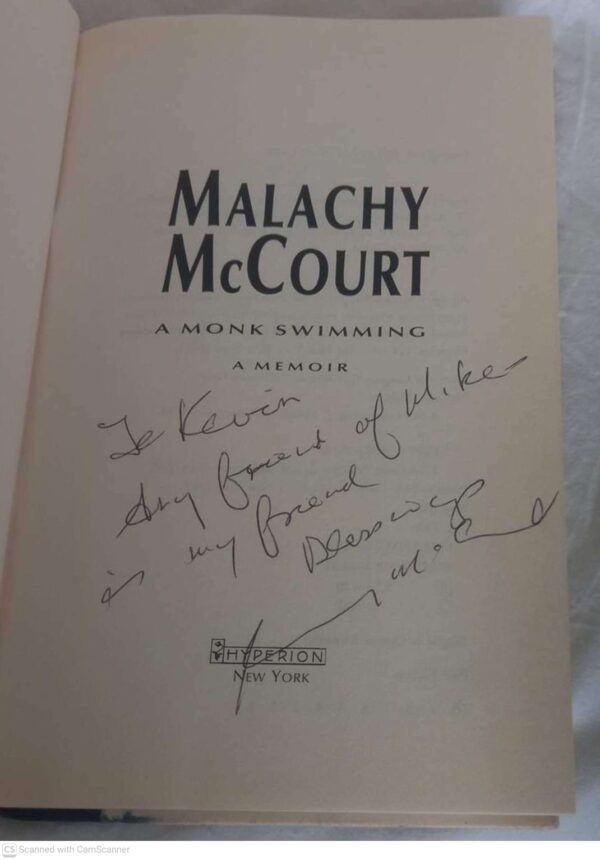 MALACHY
McCOURT
A MONK SWIMMING
A MEMOIR
To Kevin
Any friend of Mike
is my friend
Blessings
HYPERION
NEW YORK
CS Scanned with CamScanner